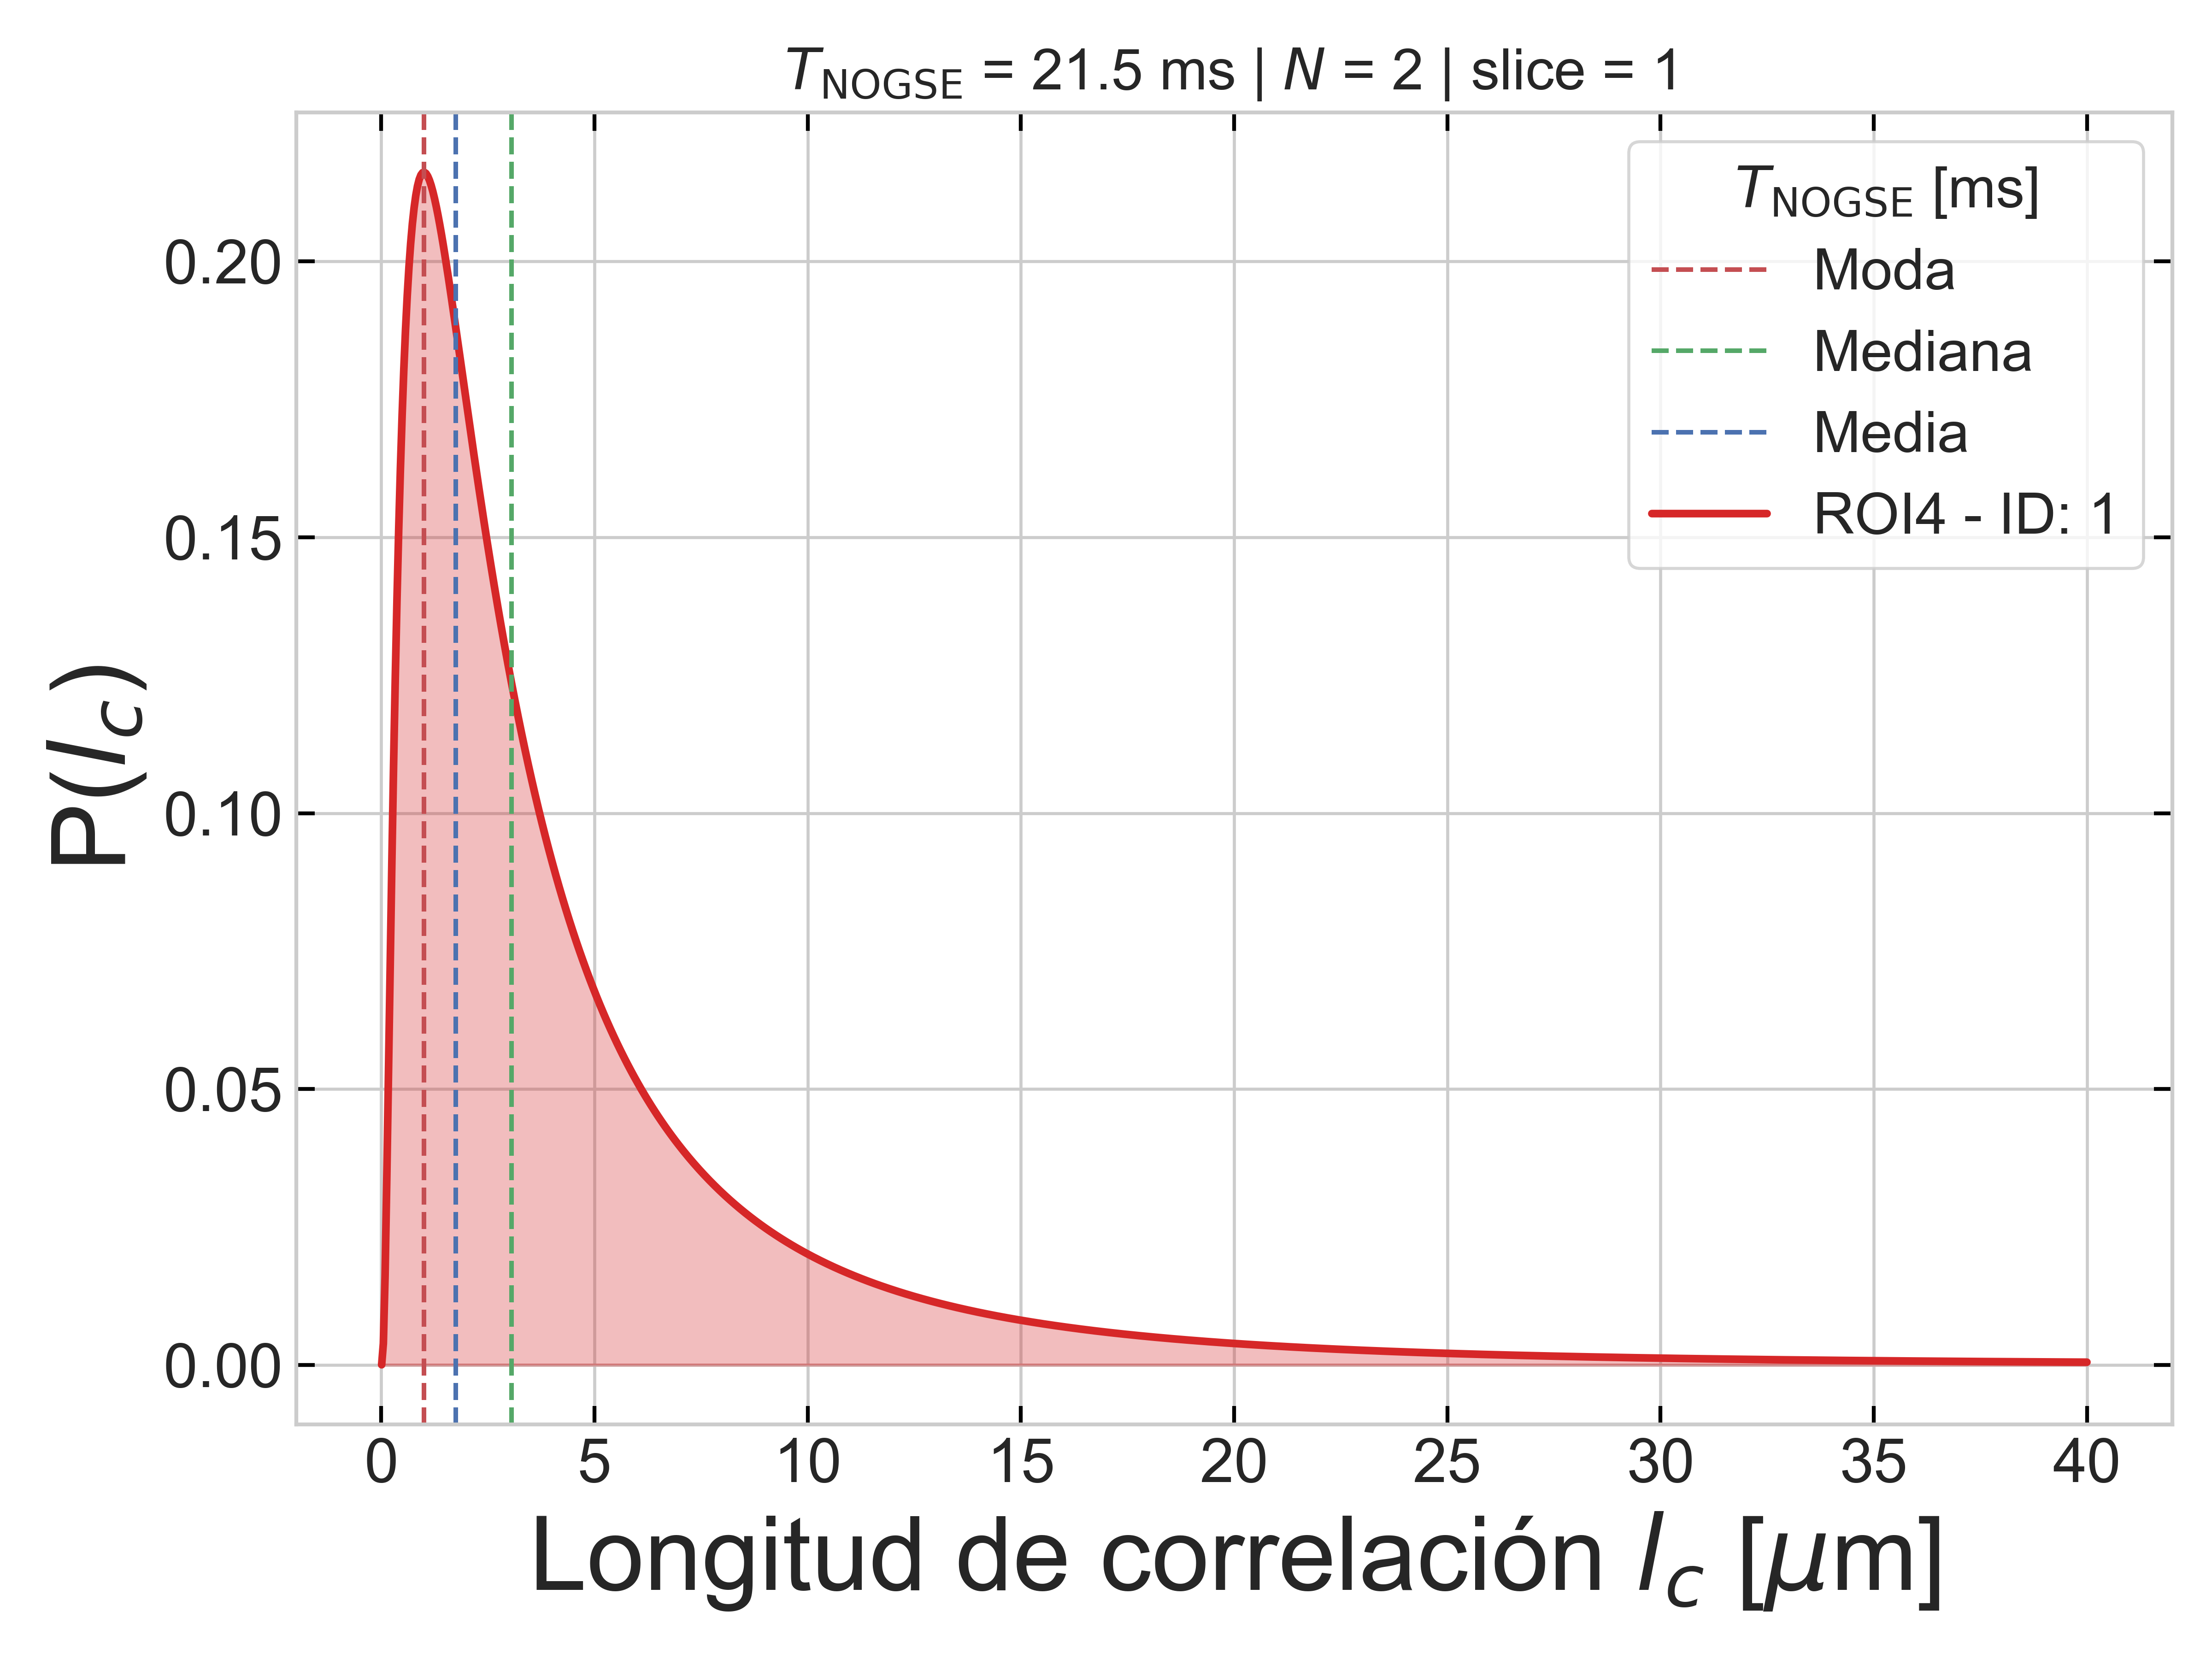 T_NOGSE = 21.5 ms | N = 2 | slice = 1
T_NOGSE [ms]
Moda
Mediana
Media
ROI4 - ID: 1
P(l_c)
0.20
0.15
0.10
0.05
0.00
0 5 10 15 20 25 30 35 40
Longitud de correlación l_c [μm]